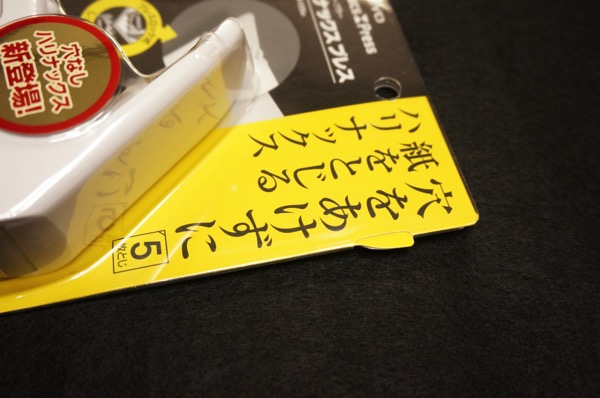 穴なし
ハリナックス
新登場!
Press
ナックス プレス
穴をあけずに
紙をとじる
ハリナックス
5
枚とじ